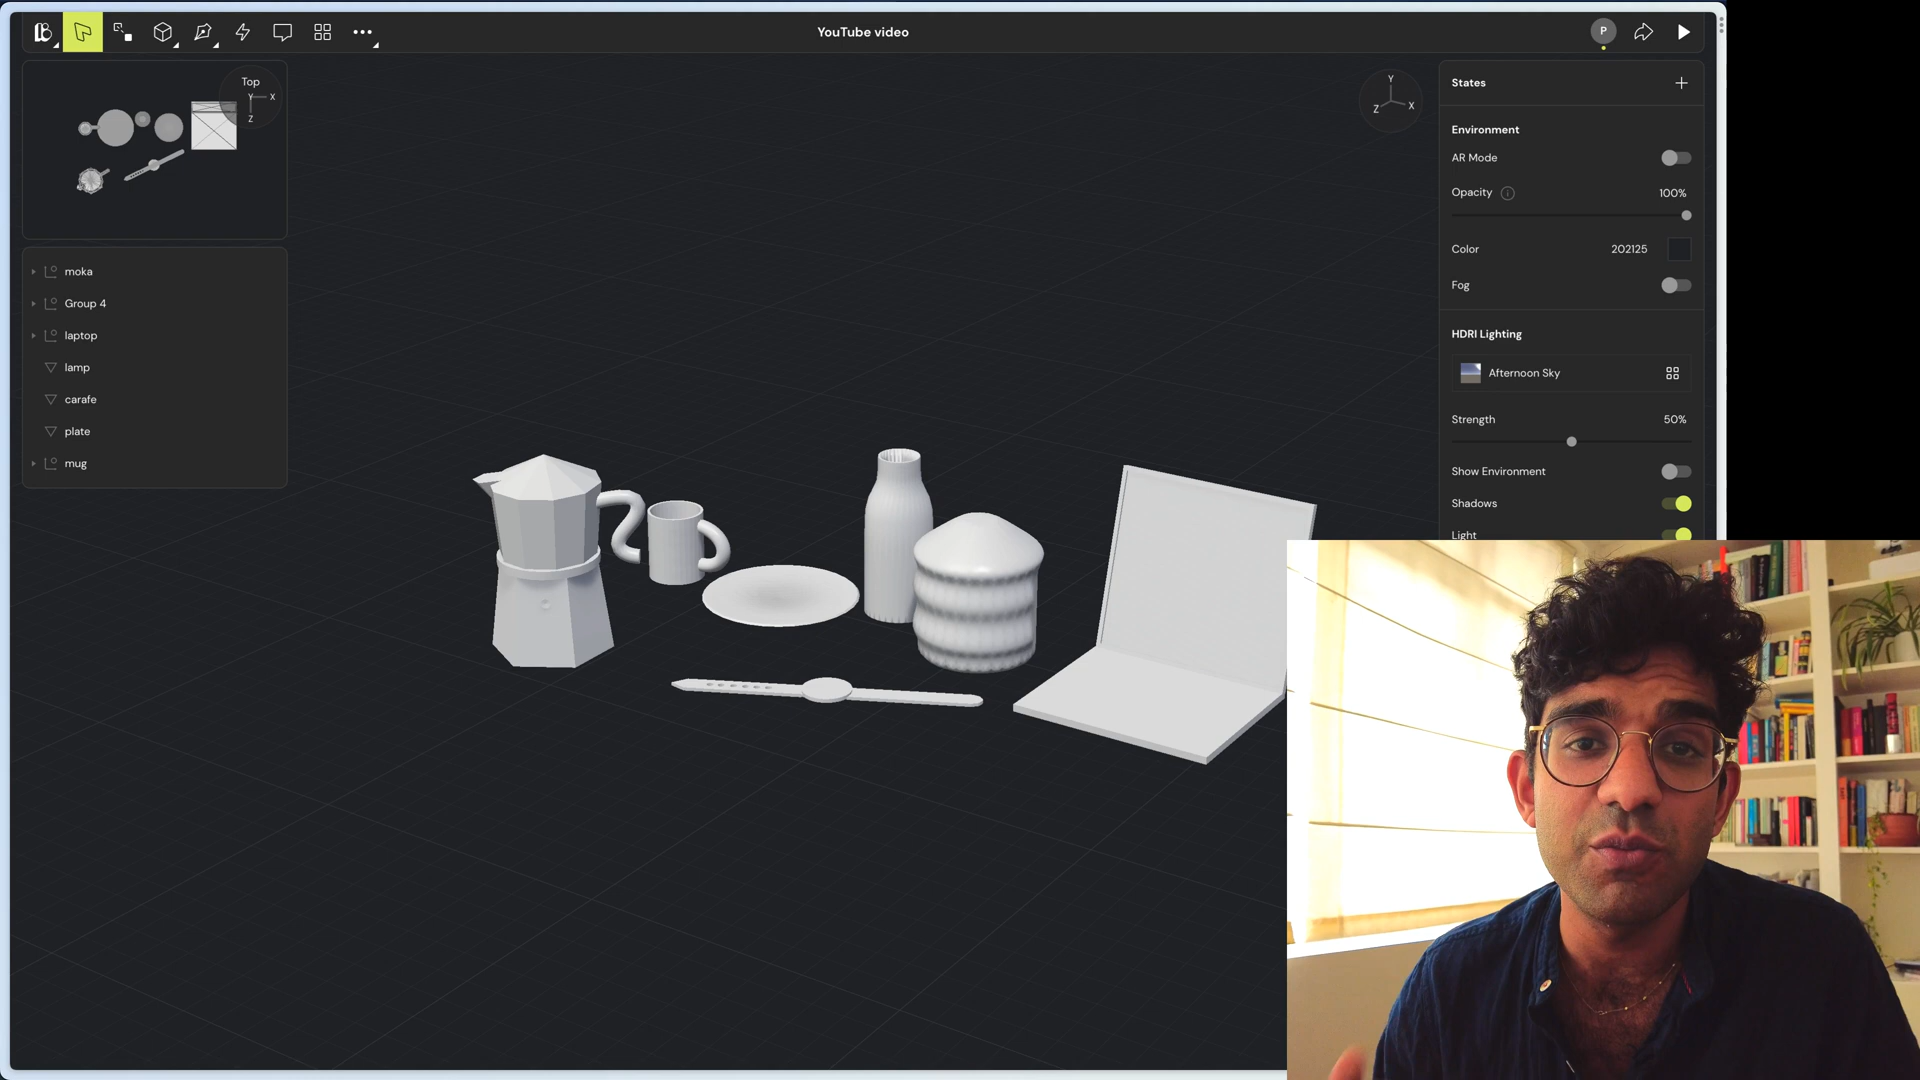 YouTube video
P
Top
Y
X
Z
Y
Z
X
moka
Group 4
laptop
lamp
carafe
plate
mug
States
Environment
AR Mode
Opacity
100%
Color
202125
Fog
HDRI Lighting
Afternoon Sky
Strength
50%
Show Environment
Shadows
Light